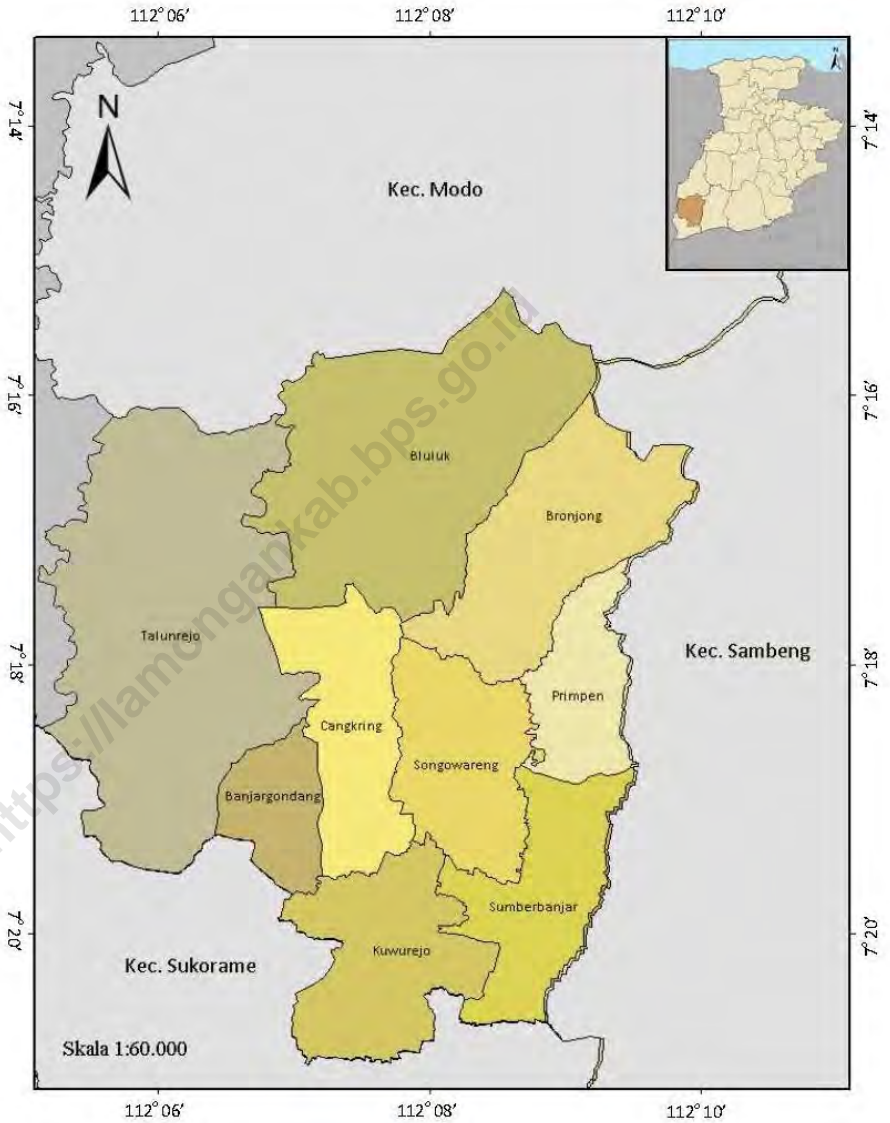 112° 06'
112° 08'
112° 10'
N
N
7° 14'
7° 14'
Kec. Modo
7° 16'
7° 16'
Bluluk
Bronjong
Talunrejo
Kec. Sambeng
7° 18'
7° 18'
Primpen
Cangkring
Songowareng
Banjargondang
Sumberbanjar
7° 20'
7° 20'
Kuwurejo
Kec. Sukorame
Skala 1:60.000
112° 06'
112° 08'
112° 10'
https://lamongankab.bps.go.id